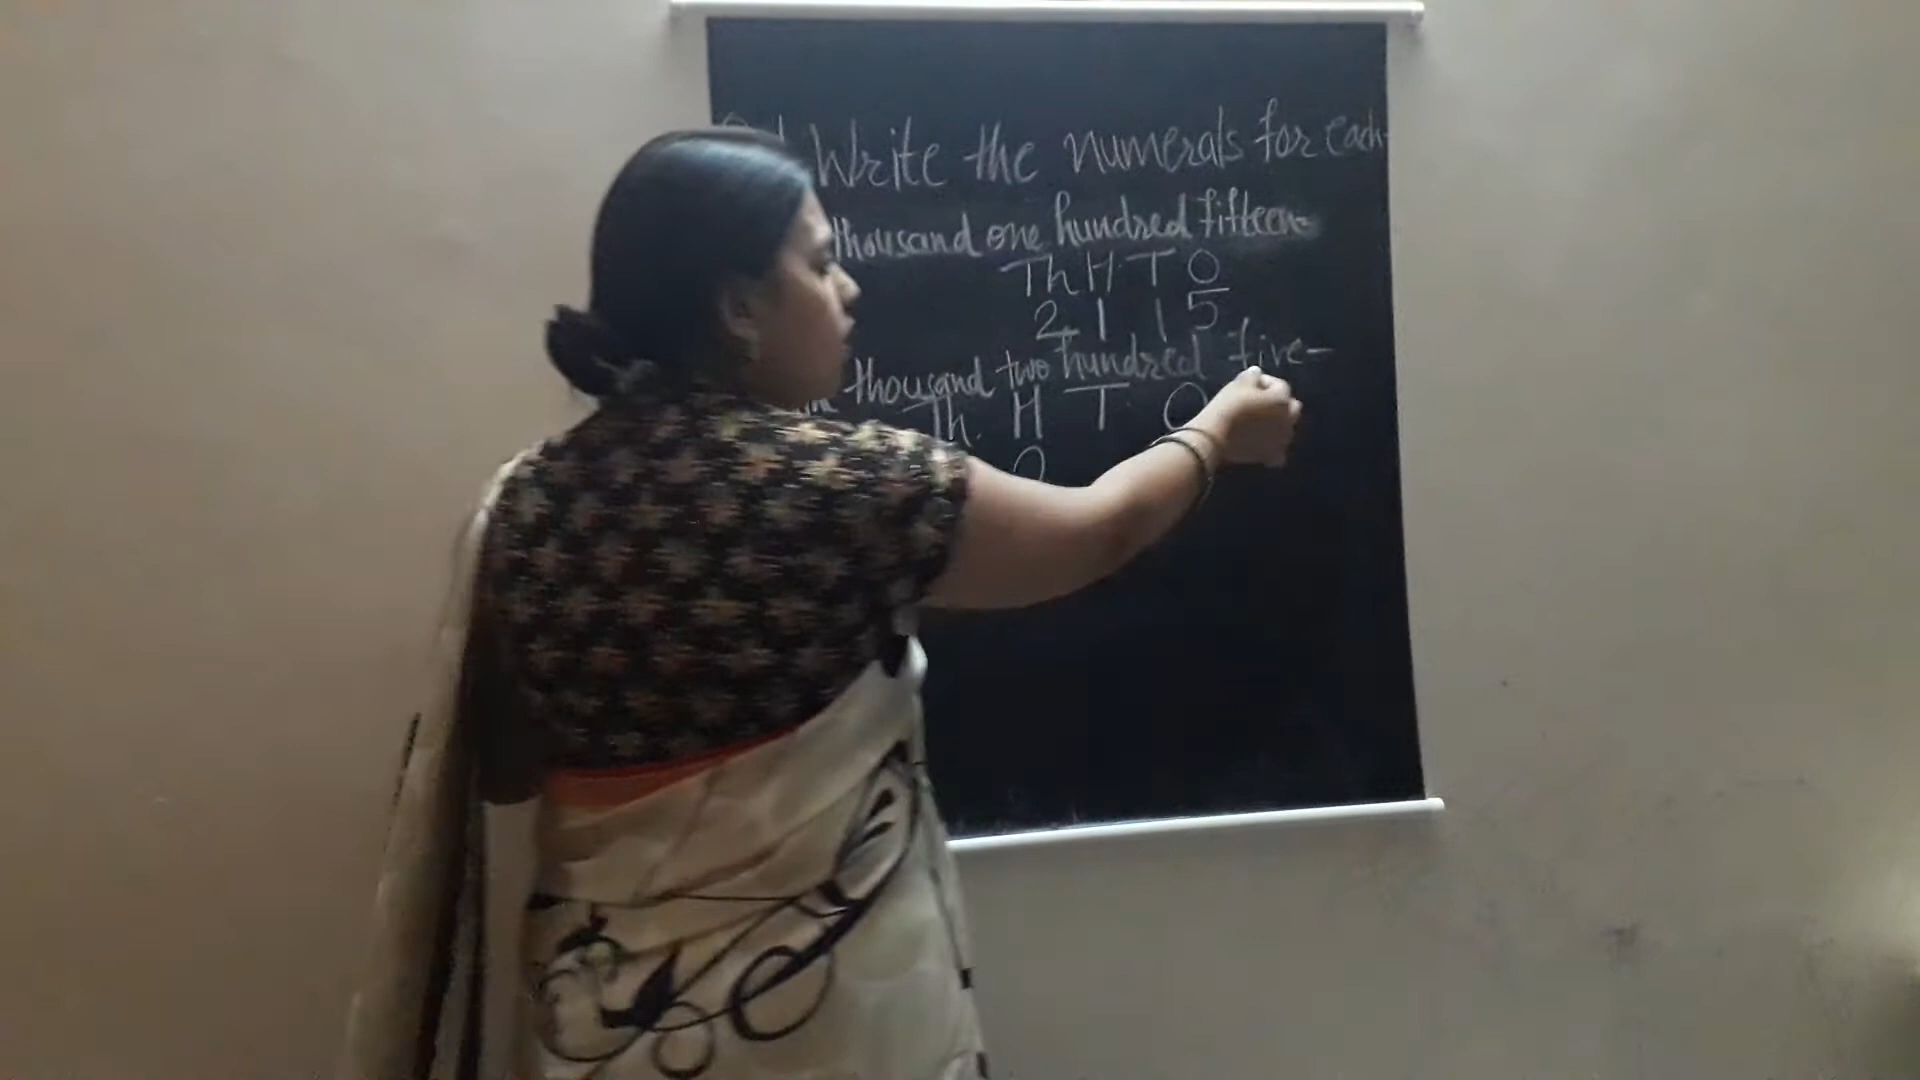 Write the numerals for each-
thousand one hundred fifteen-
Th H T O
2 1 1 5
thousand two hundred five-
Th. H T O
2